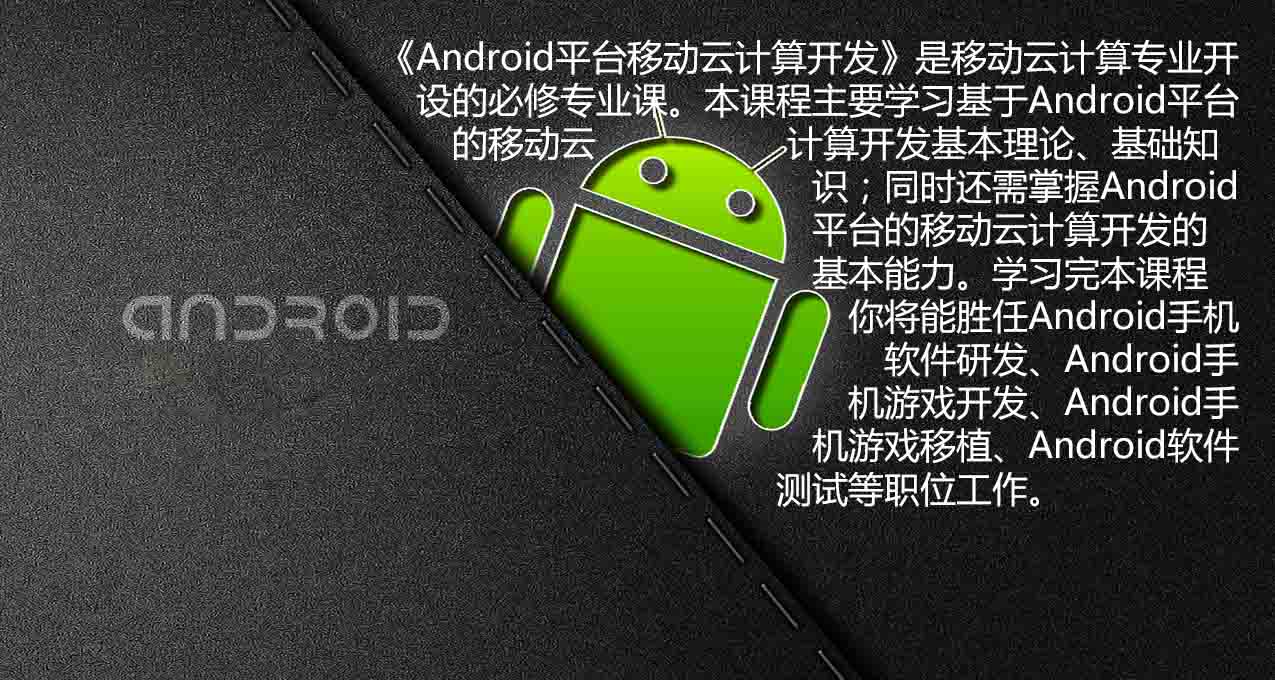 《Android平台移动云计算开发》是移动云计算专业开
设的必修专业课。本课程主要学习基于Android平台
的移动云 计算开发基本理论、基础知
识；同时还需掌握Android
平台的移动云计算开发的
基本能力。学习完本课程
你将能胜任Android手机
软件研发、Android手
机游戏开发、Android手
机游戏移植、Android软件
测试等职位工作。
ANDROID